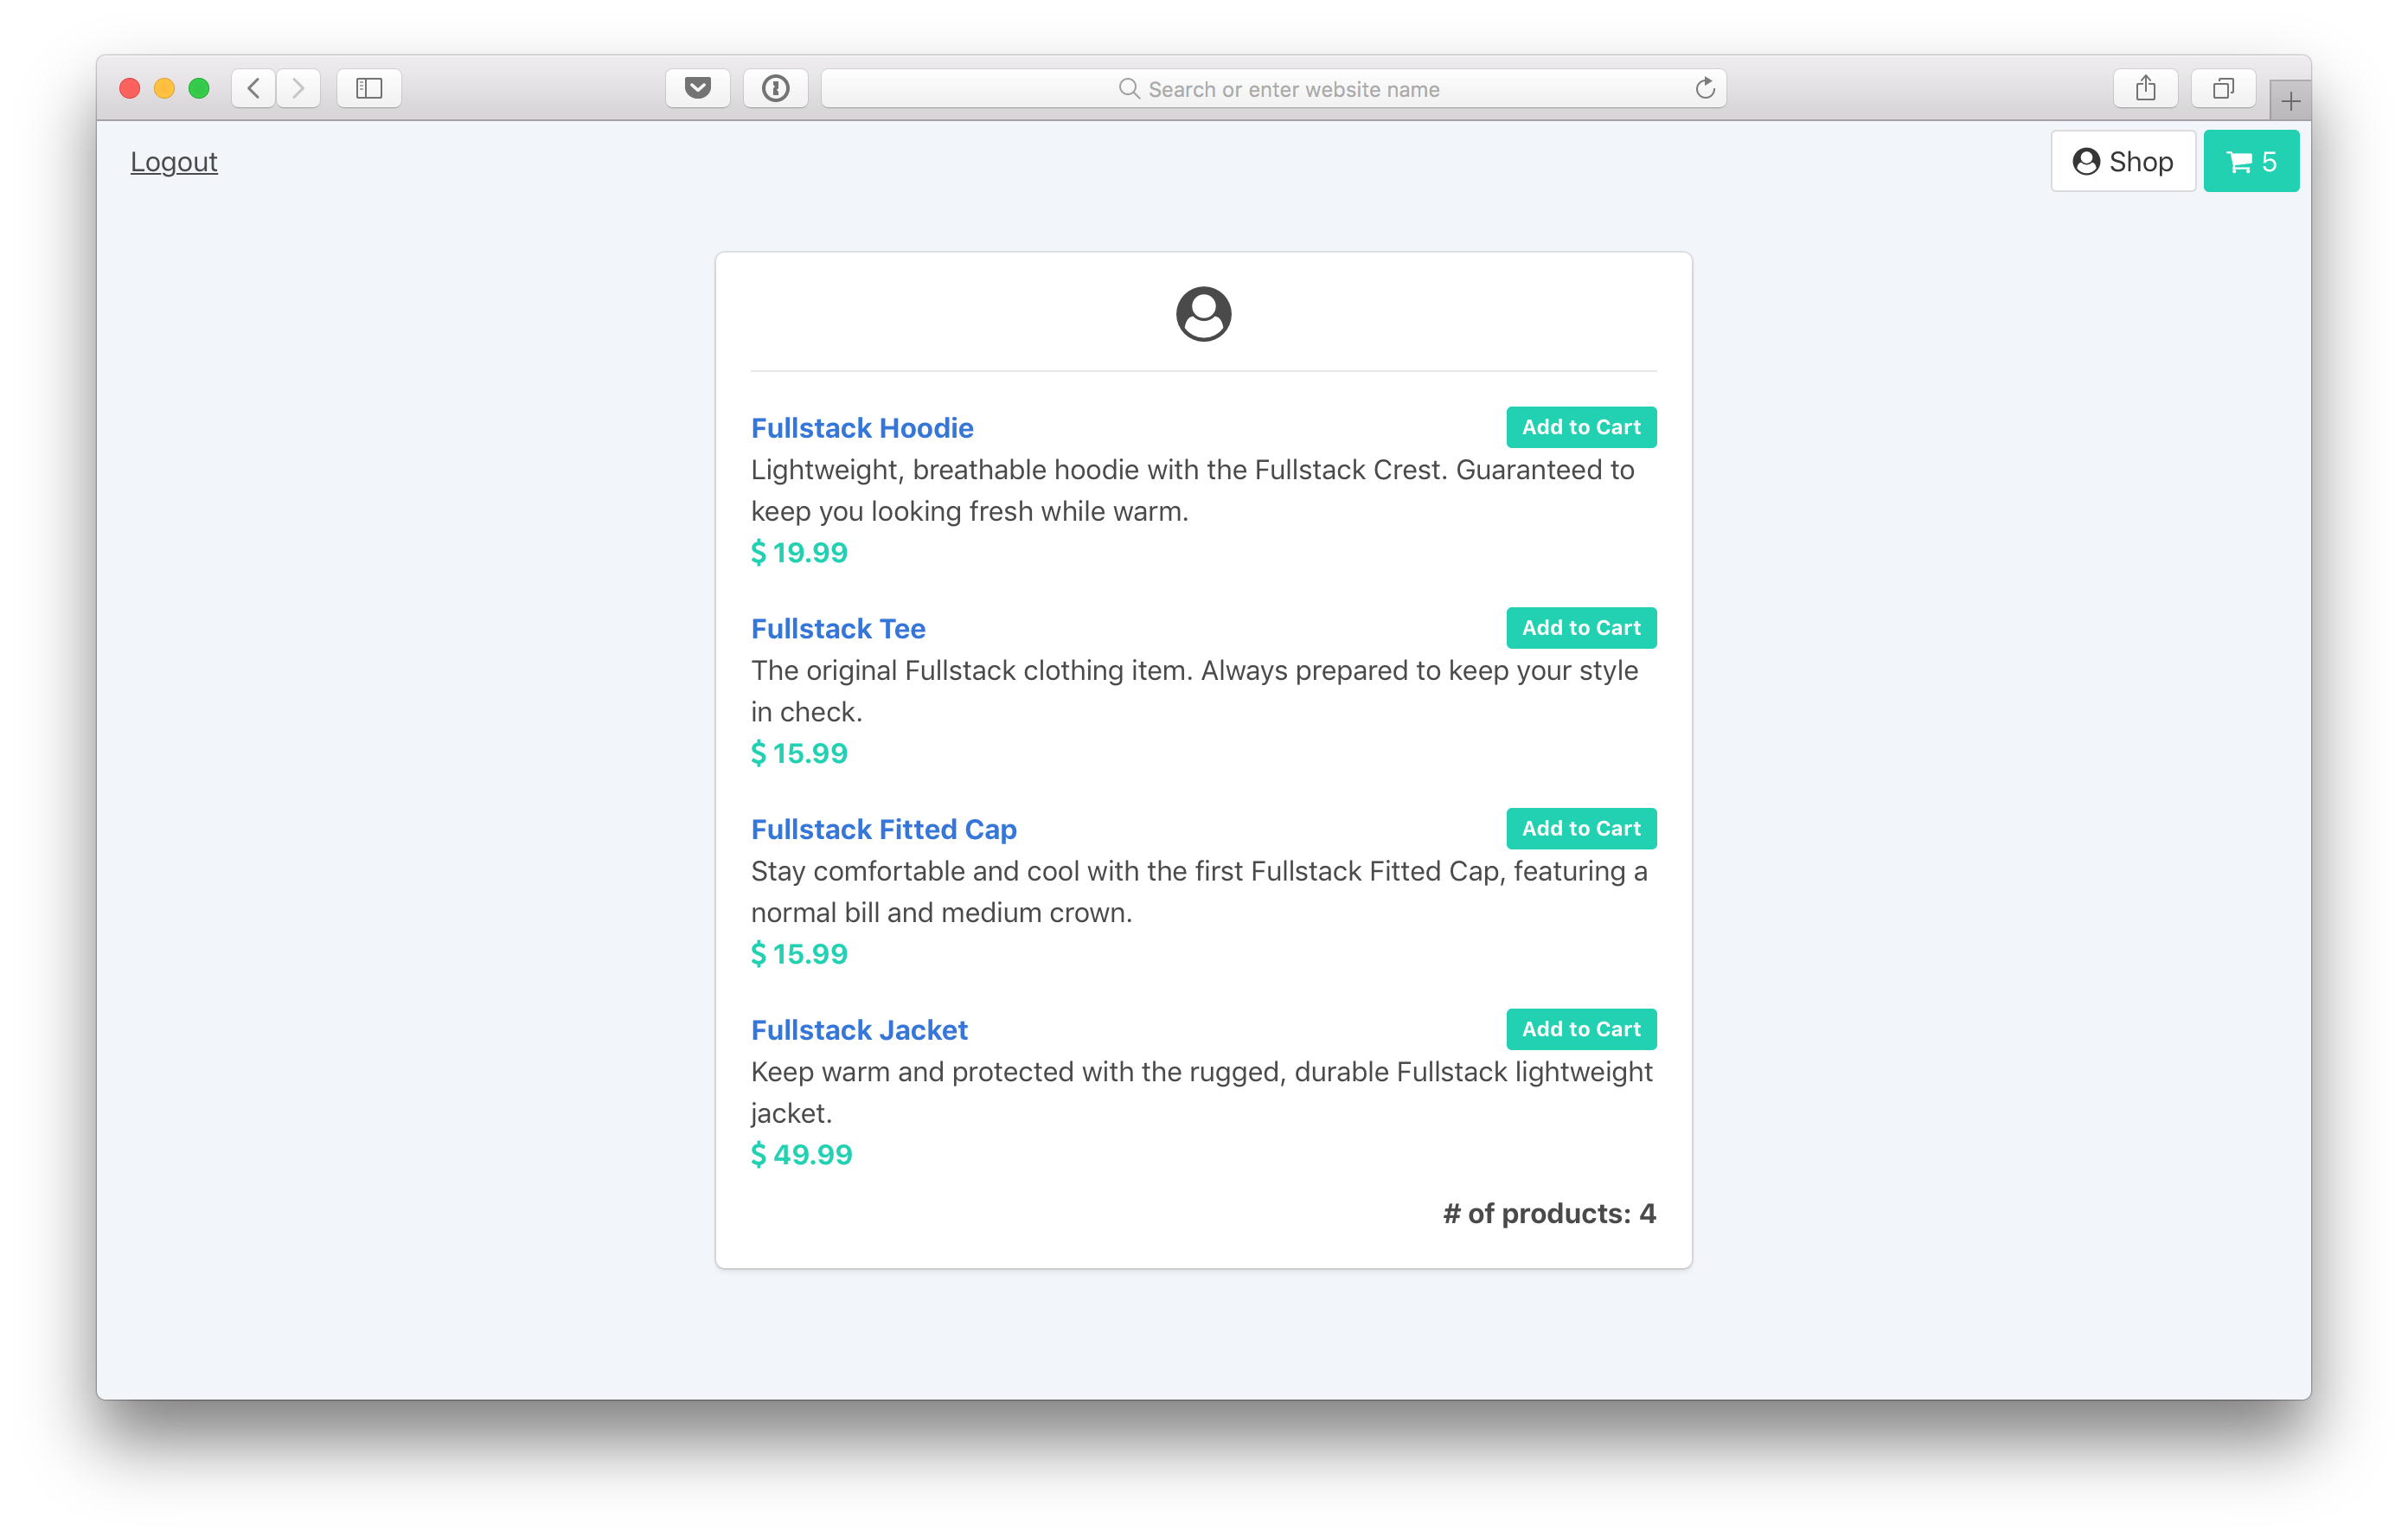 Search or enter website name
Logout
Shop
5
Fullstack Hoodie
Add to Cart
Lightweight, breathable hoodie with the Fullstack Crest. Guaranteed to
keep you looking fresh while warm.
$ 19.99
Fullstack Tee
Add to Cart
The original Fullstack clothing item. Always prepared to keep your style
in check.
$ 15.99
Fullstack Fitted Cap
Add to Cart
Stay comfortable and cool with the first Fullstack Fitted Cap, featuring a
normal bill and medium crown.
$ 15.99
Fullstack Jacket
Add to Cart
Keep warm and protected with the rugged, durable Fullstack lightweight
jacket.
$ 49.99
# of products: 4